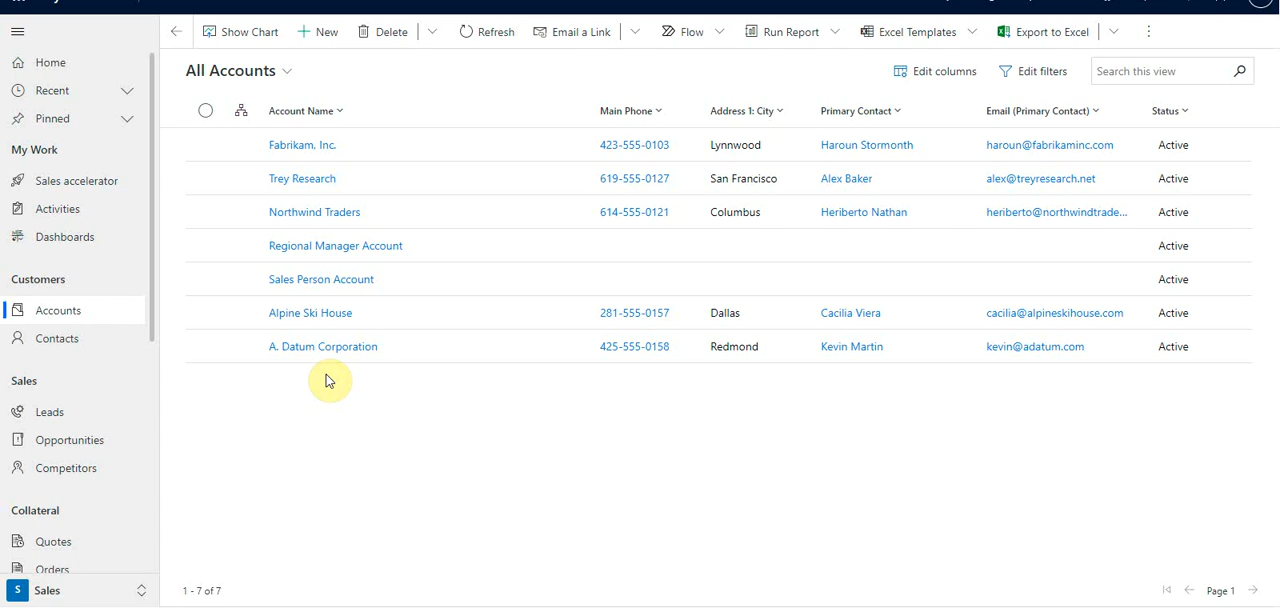 Show Chart New Delete Refresh Email a Link Flow Run Report Excel Templates Export to Excel
Home
Recent
Pinned
My Work
Sales accelerator
Activities
Dashboards
Customers
Accounts
Contacts
Sales
Leads
Opportunities
Competitors
Collateral
Quotes
Orders
S Sales
All Accounts Edit columns Edit filters Search this view
Account Name Main Phone Address 1: City Primary Contact Email (Primary Contact) Status
Fabrikam, Inc. 423-555-0103 Lynnwood Haroun Stormonth haroun@fabrikaminc.com Active
Trey Research 619-555-0127 San Francisco Alex Baker alex@treyresearch.net Active
Northwind Traders 614-555-0121 Columbus Heriberto Nathan heriberto@northwindtrade... Active
Regional Manager Account Active
Sales Person Account Active
Alpine Ski House 281-555-0157 Dallas Cacilia Viera cacilia@alpineskihouse.com Active
A. Datum Corporation 425-555-0158 Redmond Kevin Martin kevin@adatum.com Active
1 - 7 of 7 Page 1